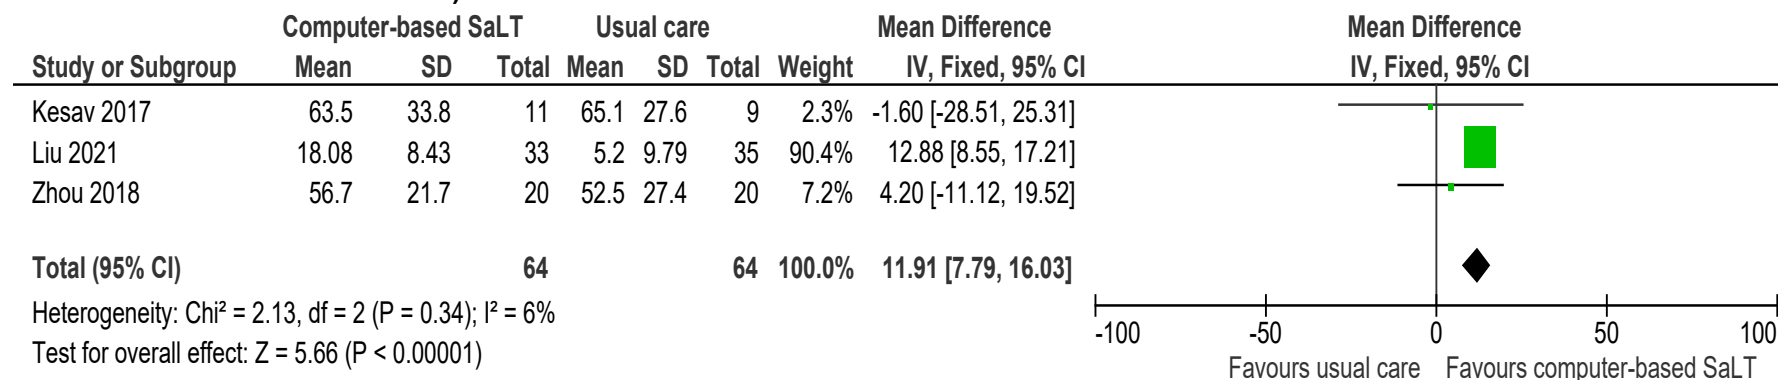 Computer-based SaLT Usual care Mean Difference Mean Difference
Study or Subgroup Mean SD Total Mean SD Total Weight IV, Fixed, 95% CI IV, Fixed, 95% CI
Kesav 2017 63.5 33.8 11 65.1 27.6 9 2.3% -1.60 [-28.51, 25.31]
Liu 2021 18.08 8.43 33 5.2 9.79 35 90.4% 12.88 [8.55, 17.21]
Zhou 2018 56.7 21.7 20 52.5 27.4 20 7.2% 4.20 [-11.12, 19.52]
Total (95% CI) 64 64 100.0% 11.91 [7.79, 16.03]
Heterogeneity: Chi² = 2.13, df = 2 (P = 0.34); I² = 6%
Test for overall effect: Z = 5.66 (P < 0.00001)
-100 -50 0 50 100
Favours usual care Favours computer-based SaLT